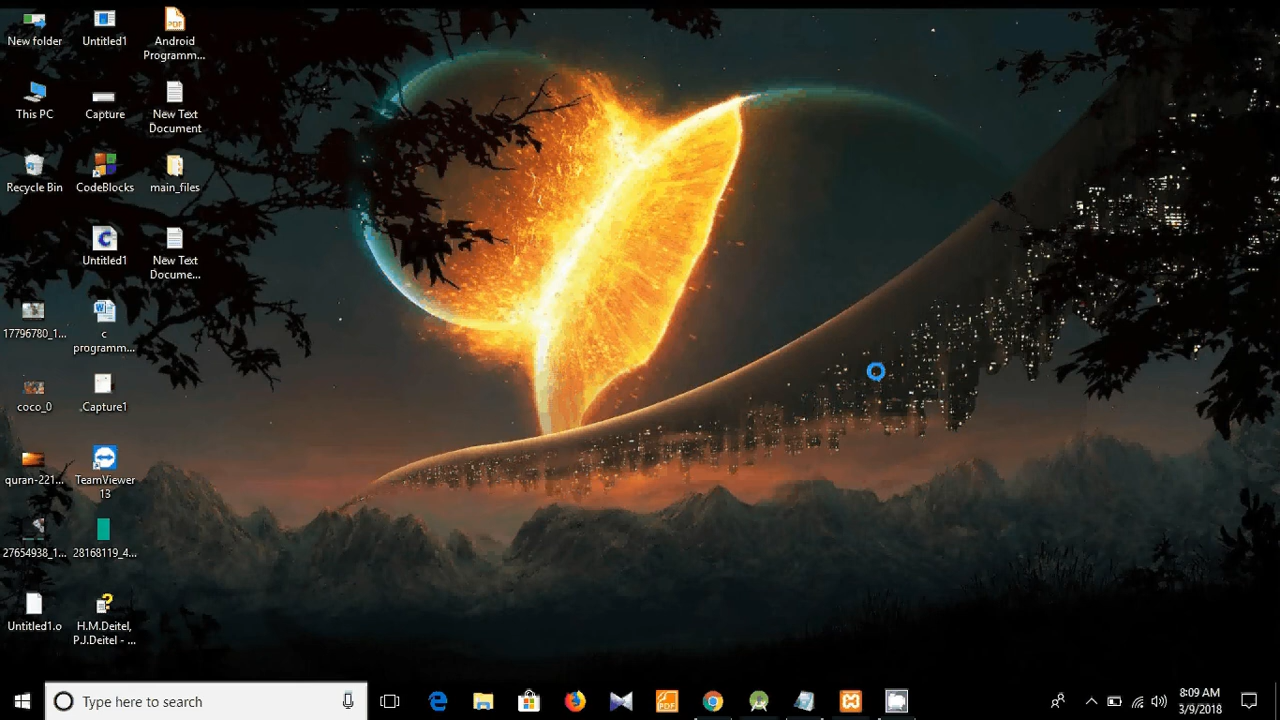 New folder
Untitled1
Android
Programm...
This PC
Capture
New Text
Document
Recycle Bin
CodeBlocks
main_files
Untitled1
New Text
Docume...
17796780_1...
c
programm...
coco_0
Capture1
quran-221...
TeamViewer
13
27654938_1...
28168119_4...
Untitled1.o
H.M.Deitel,
P.J.Deitel - ...
Type here to search
PDF
8:09 AM
3/9/2018